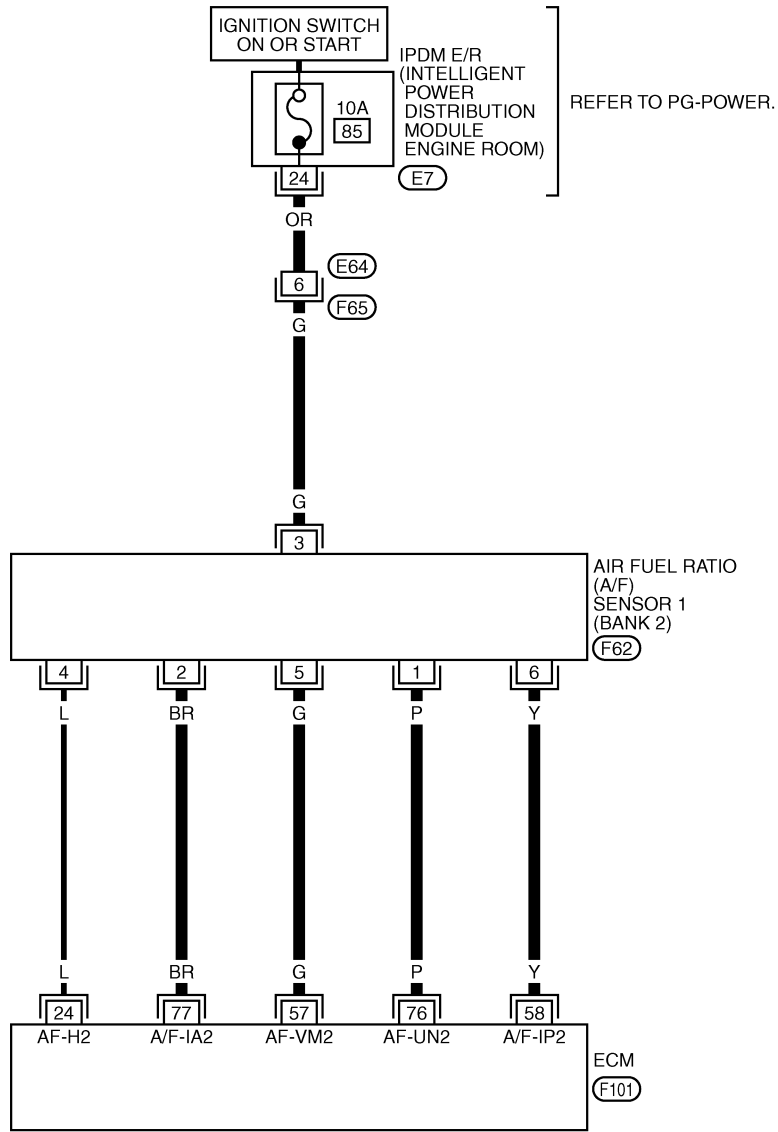 IGNITION SWITCH
ON OR START
IPDM E/R
(INTELLIGENT
POWER
DISTRIBUTION
MODULE
ENGINE ROOM)
REFER TO PG-POWER.
10A
85
24
E7
OR
E64
6
F65
G
G
3
AIR FUEL RATIO
(A/F)
SENSOR 1
(BANK 2)
F62
4 2 5 1 6
L BR G P Y
L BR G P Y
24 77 57 76 58
AF-H2 A/F-IA2 AF-VM2 AF-UN2 A/F-IP2
ECM
F101